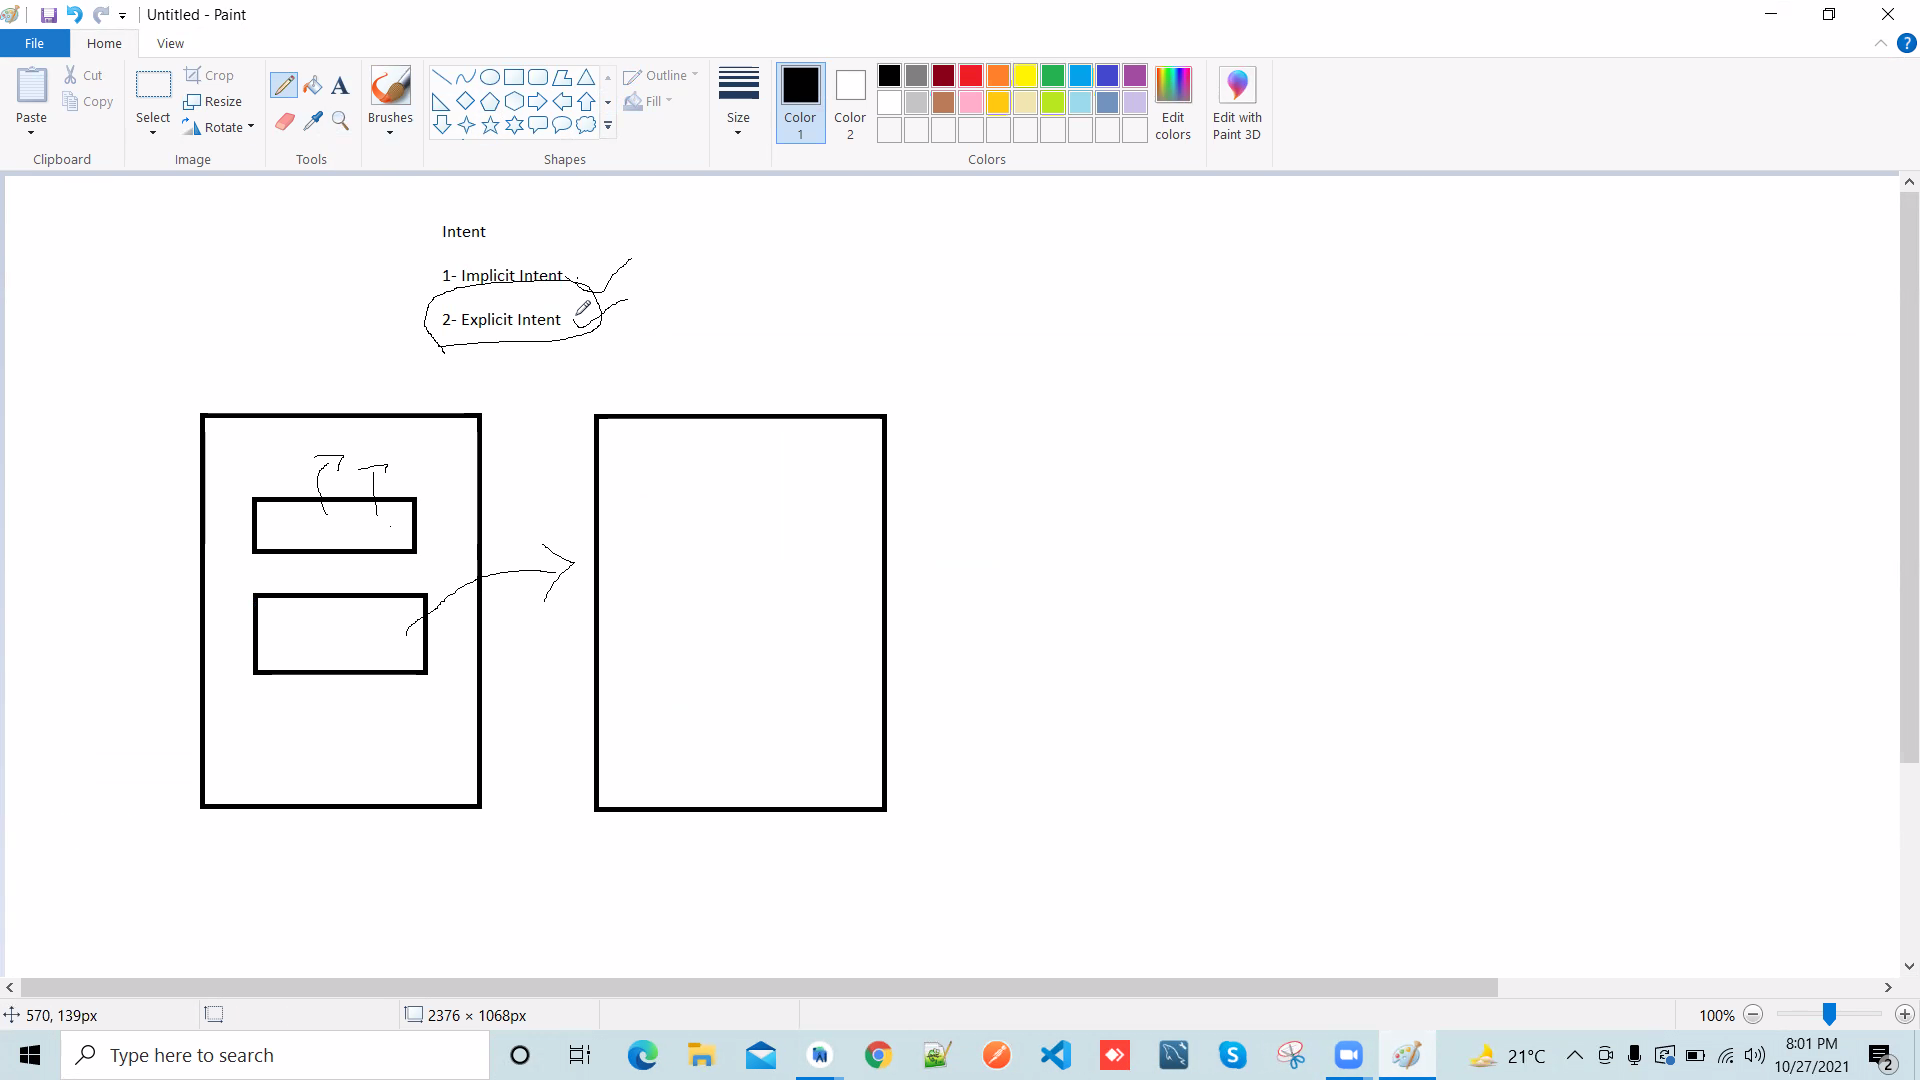 Untitled - Paint
File
Home
View
Paste
Cut
Copy
Clipboard
Select
Crop
Resize
Rotate
Image
Tools
Brushes
Shapes
Outline
Fill
Size
Color 1
Color 2
Edit colors
Colors
Edit with Paint 3D
Intent
1- Implicit Intent
2- Explicit Intent
570, 139px
2376 × 1068px
100%
Type here to search
21°C
8:01 PM
10/27/2021
2